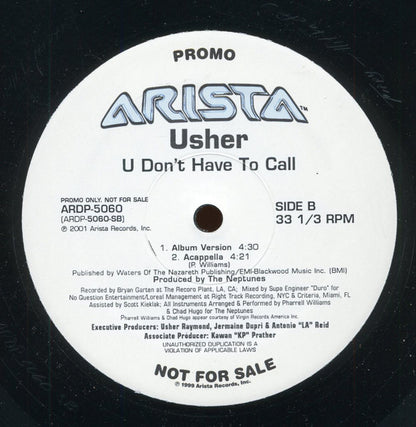 PROMO
ARISTA™
Usher
U Don't Have To Call
PROMO ONLY. NOT FOR SALE
ARDP-5060
(ARDP-5060-SB)
℗ 2001 Arista Records, Inc.
SIDE B
33 1/3 RPM
1. Album Version 4:30
2. Acappella 4:21
(P. Williams)
Published by Waters Of The Nazareth Publishing/EMI-Blackwood Music Inc. (BMI)
Produced by The Neptunes
Recorded by Bryan Garten at The Record Plant, LA, CA; Mixed by Supa Engineer "Duro" for
No Question Entertainment/Loreal Management at Right Track Recording, NYC & Criteria, Miami, FL
Assisted by Scott Kieklak; All Instruments Arranged & Performed by Pharrell Williams
& Chad Hugo for The Neptunes
Pharrell Williams & Chad Hugo appear courtesy of Virgin Records America Inc.
Executive Producers: Usher Raymond, Jermaine Dupri & Antonio "LA" Reid
Associate Producer: Kawan "KP" Prather
UNAUTHORIZED DUPLICATION IS A
VIOLATION OF APPLICABLE LAWS
NOT FOR SALE
℗ 1999 Arista Records, Inc.